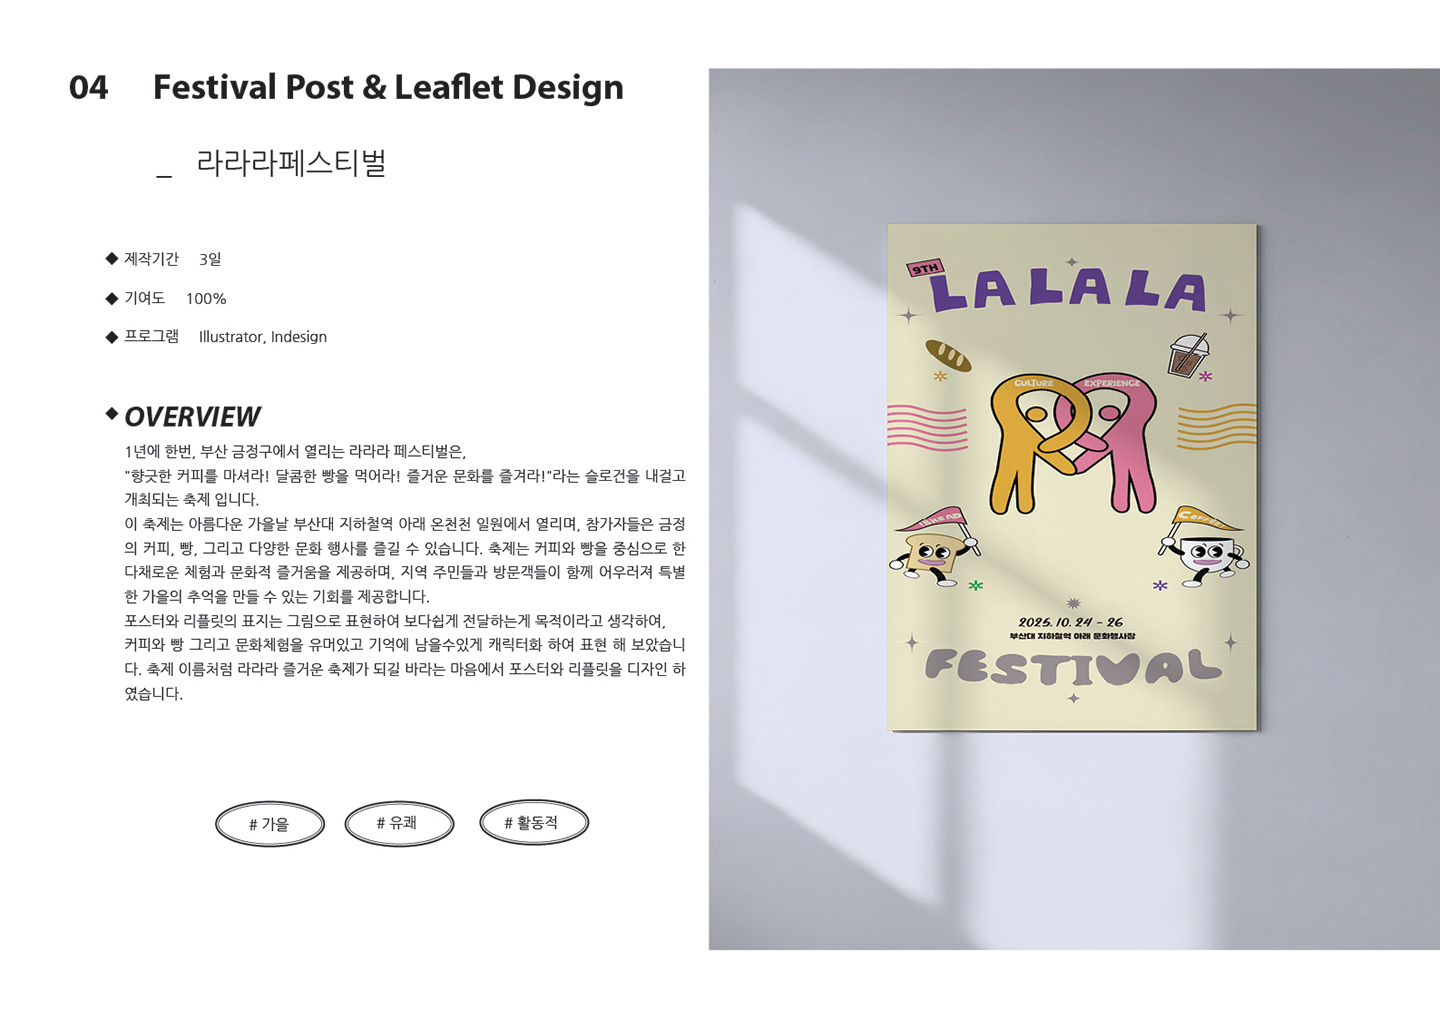 04 Festival Post & Leaflet Design
_ 라라라페스티벌
◆ 제작기간 3일
◆ 기여도 100%
◆ 프로그램 Illustrator, Indesign
◆ OVERVIEW
1년에 한번, 부산 금정구에서 열리는 라라라 페스티벌은,
"향긋한 커피를 마셔라! 달콤한 빵을 먹어라! 즐거운 문화를 즐겨라!"라는 슬로건을 내걸고
개최되는 축제 입니다.
이 축제는 아름다운 가을날 부산대 지하철역 아래 온천천 일원에서 열리며, 참가자들은 금정
의 커피, 빵, 그리고 다양한 문화 행사를 즐길 수 있습니다. 축제는 커피와 빵을 중심으로 한
다채로운 체험과 문화적 즐거움을 제공하며, 지역 주민들과 방문객들이 함께 어우러져 특별
한 가을의 추억을 만들 수 있는 기회를 제공합니다.
포스터와 리플릿의 표지는 그림으로 표현하여 보다쉽게 전달하는게 목적이라고 생각하여,
커피와 빵 그리고 문화체험을 유머있고 기억에 남을수있게 캐릭터화 하여 표현 해 보았습니
다. 축제 이름처럼 라라라 즐거운 축제가 되길 바라는 마음에서 포스터와 리플릿을 디자인 하
였습니다.
# 가을
# 유쾌
# 활동적
9TH
LA LA LA
CULTURE
EXPERIENCE
BREAD
COFFEE
2025. 10. 24 - 26
부산대 지하철역 아래 문화행사장
FESTIVAL